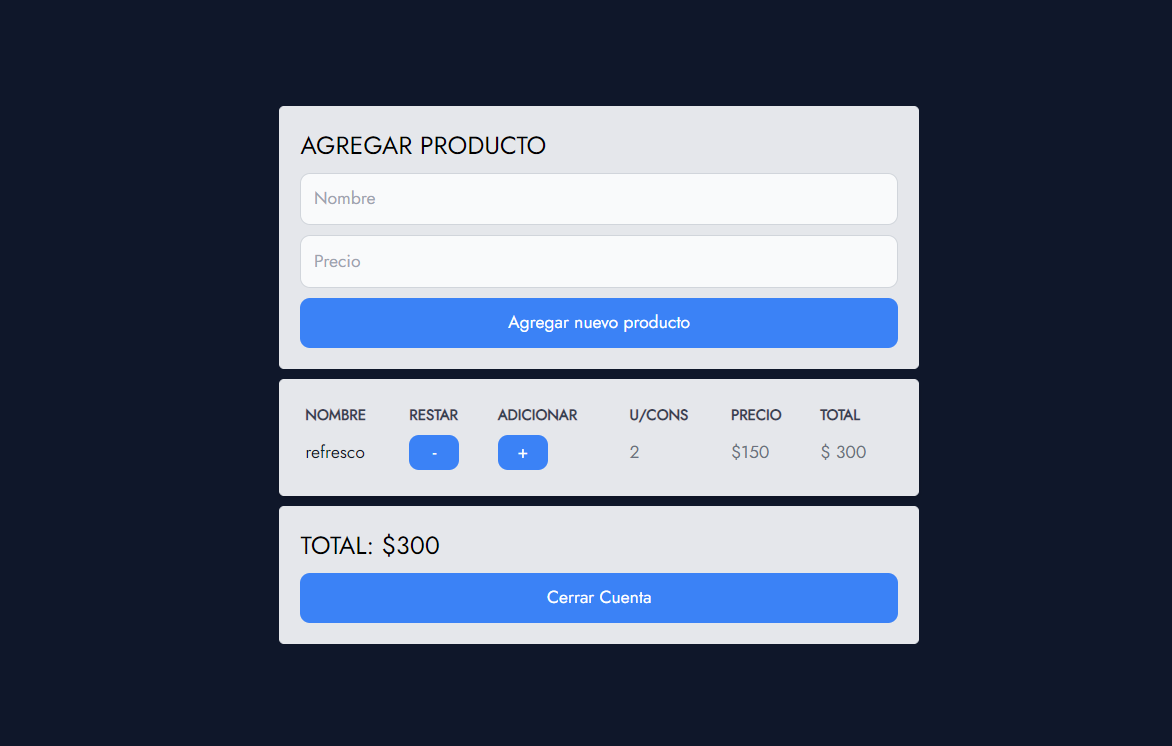 AGREGAR PRODUCTO
Nombre
Precio
Agregar nuevo producto
NOMBRE RESTAR ADICIONAR U/CONS PRECIO TOTAL
refresco - + 2 $150 $ 300
TOTAL: $300
Cerrar Cuenta